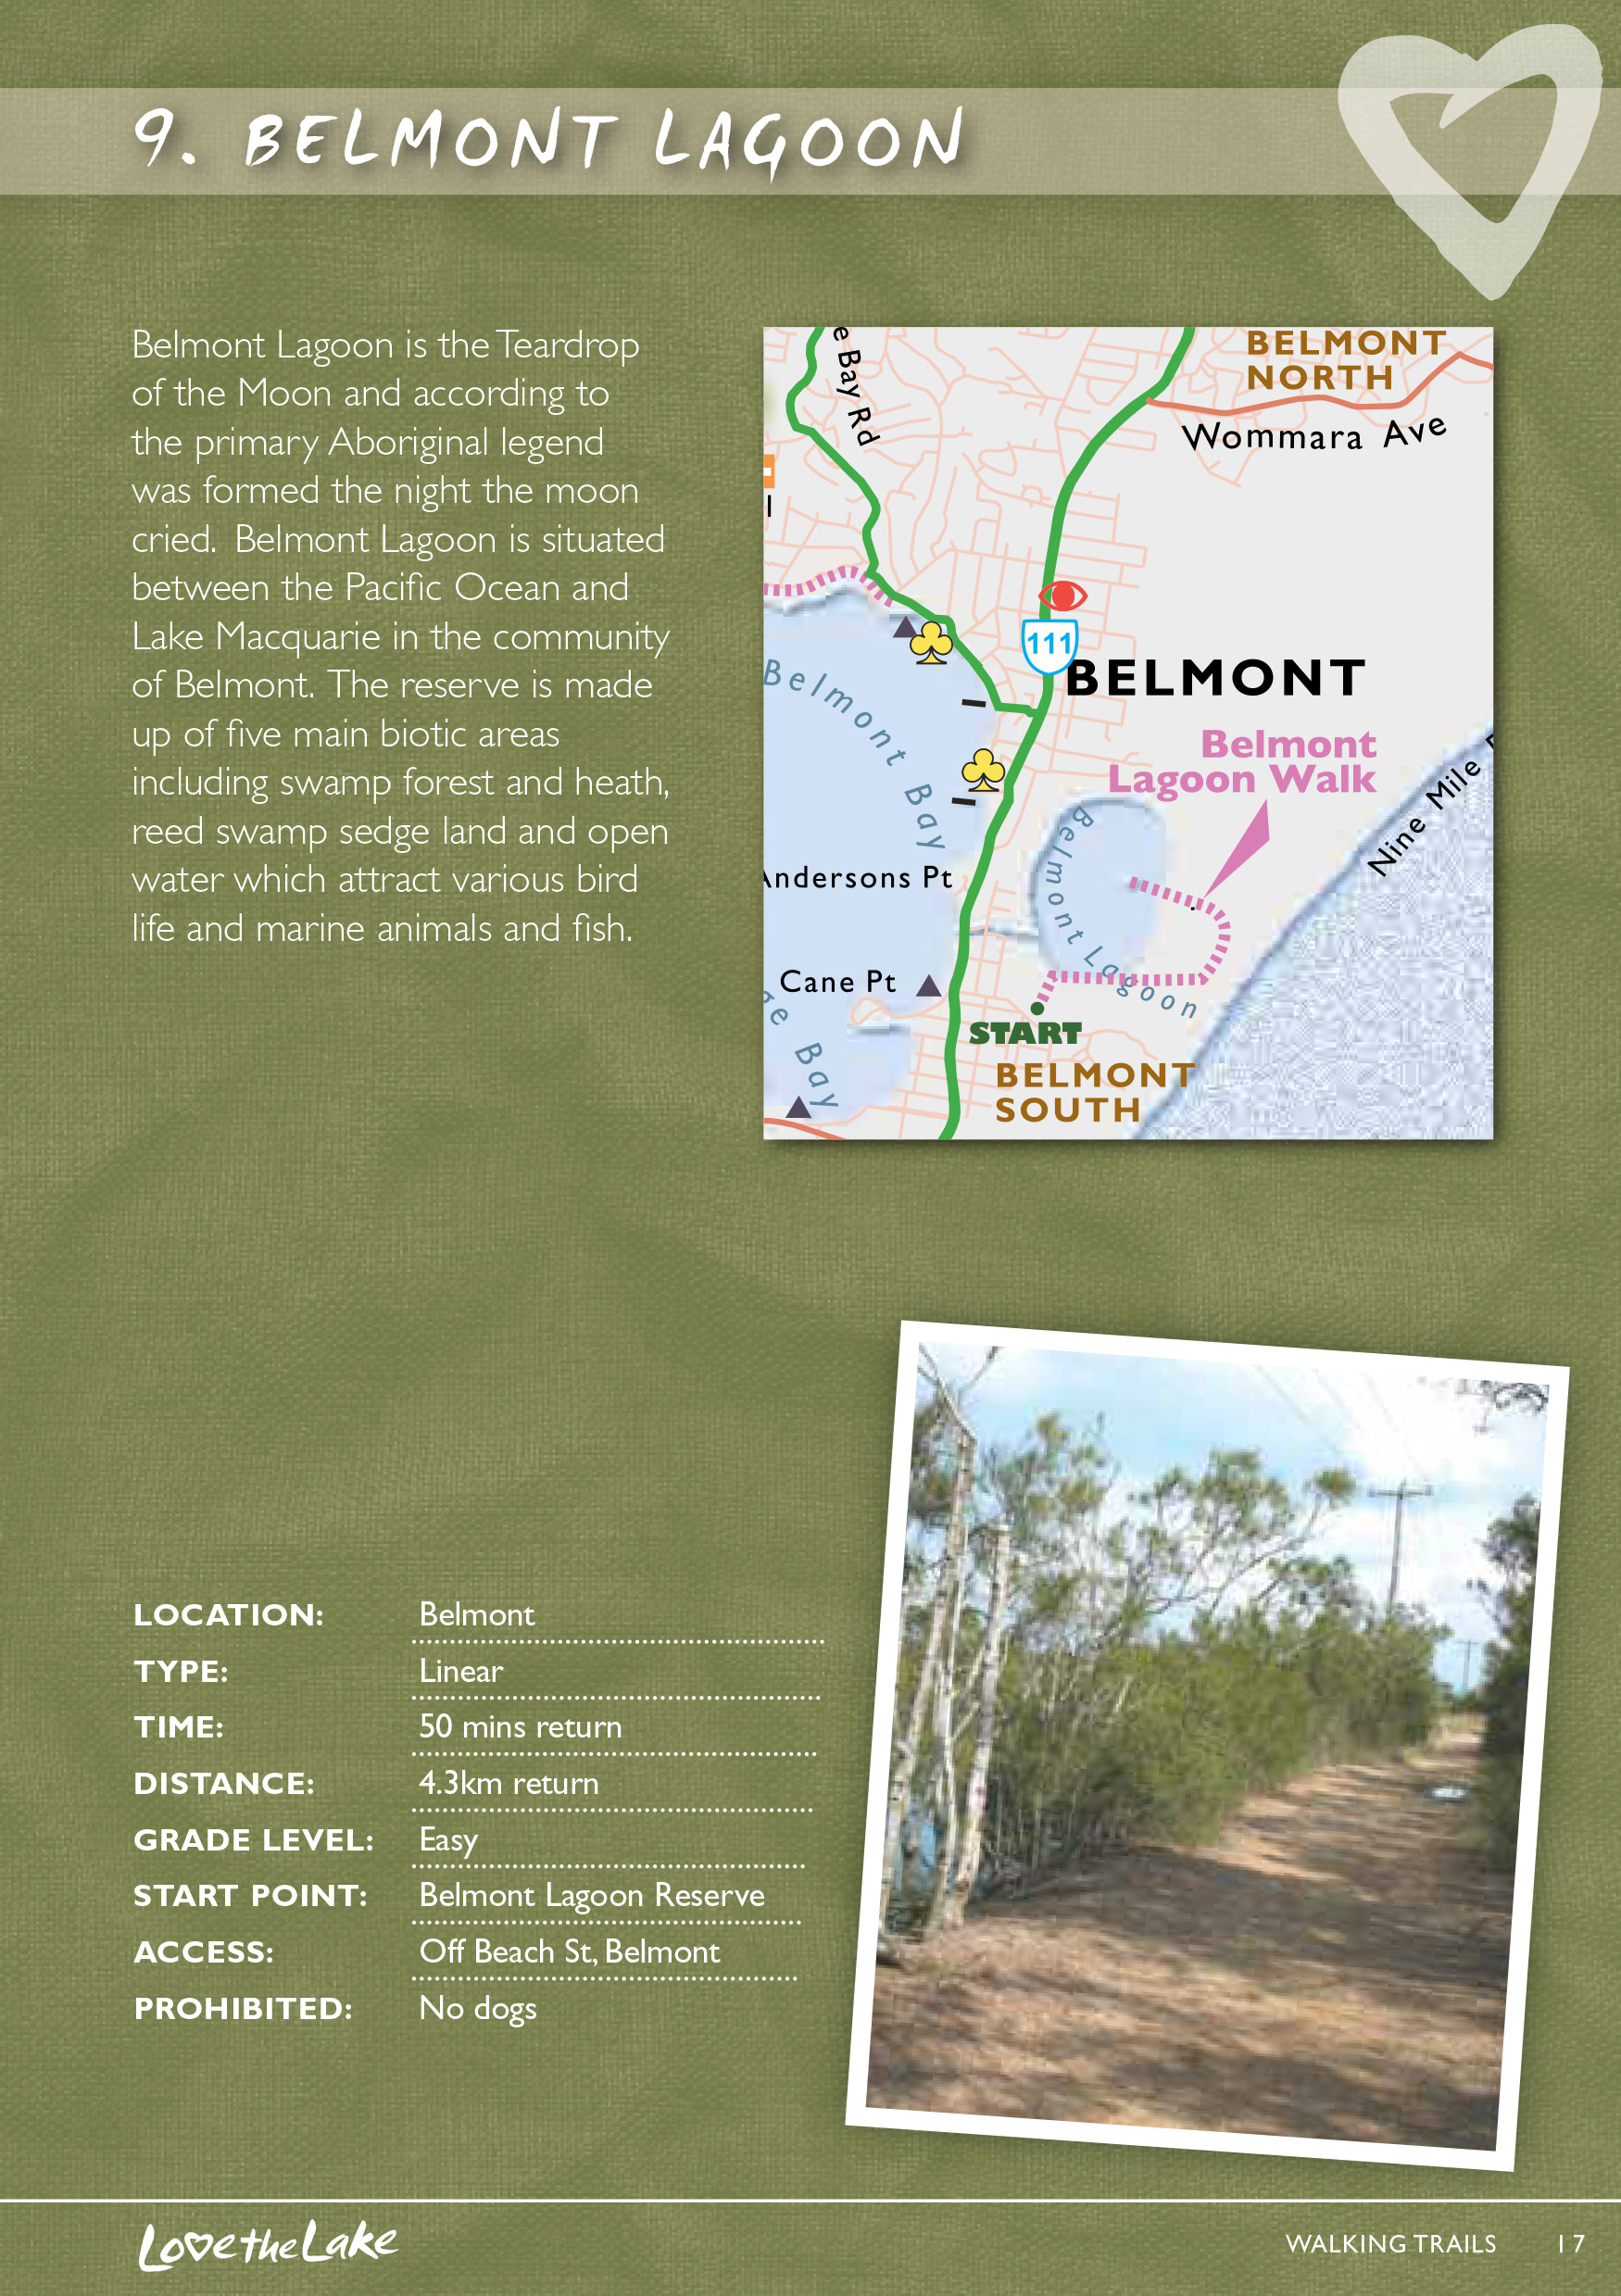 9. BELMONT LAGOON
Belmont Lagoon is the Teardrop
of the Moon and according to
the primary Aboriginal legend
was formed the night the moon
cried. Belmont Lagoon is situated
between the Pacific Ocean and
Lake Macquarie in the community
of Belmont. The reserve is made
up of five main biotic areas
including swamp forest and heath,
reed swamp sedge land and open
water which attract various bird
life and marine animals and fish.
e Bay Rd
BELMONT
NORTH
Wommara Ave
111
BELMONT
Belmont Bay
Belmont
Lagoon Walk
Nine Mile
Belmont Lagoon
Andersons Pt
Cane Pt
ge Bay
START
BELMONT
SOUTH
LOCATION: Belmont
TYPE: Linear
TIME: 50 mins return
DISTANCE: 4.3km return
GRADE LEVEL: Easy
START POINT: Belmont Lagoon Reserve
ACCESS: Off Beach St, Belmont
PROHIBITED: No dogs
LovetheLake
WALKING TRAILS 17